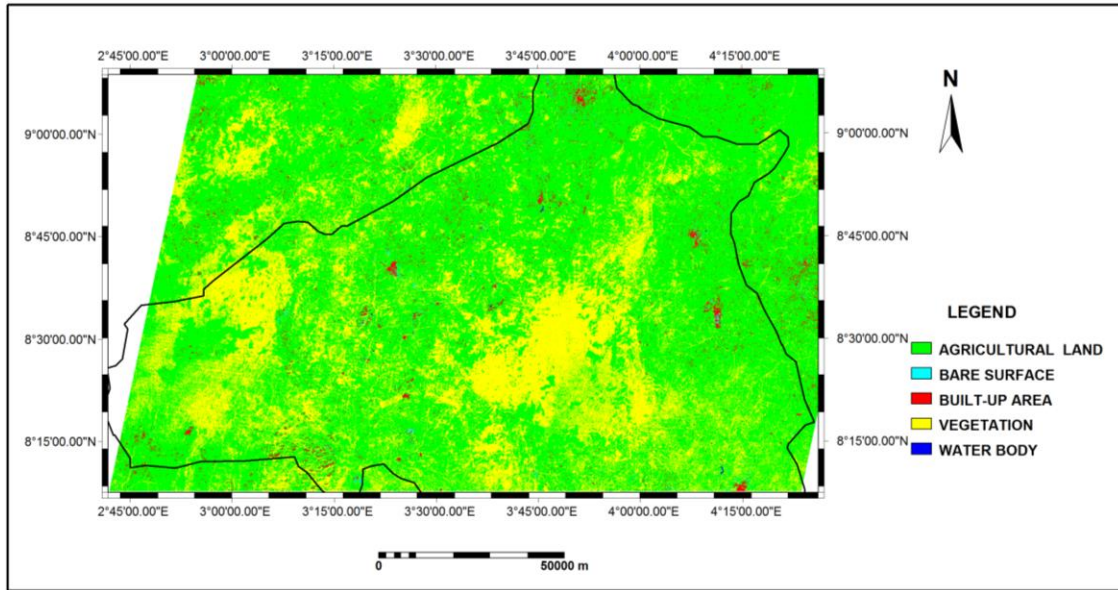 2°45'00.00"E 3°00'00.00"E 3°15'00.00"E 3°30'00.00"E 3°45'00.00"E 4°00'00.00"E 4°15'00.00"E
N
9°00'00.00"N 9°00'00.00"N
8°45'00.00"N 8°45'00.00"N
LEGEND
8°30'00.00"N 8°30'00.00"N
AGRICULTURAL LAND
BARE SURFACE
BUILT-UP AREA
VEGETATION
8°15'00.00"N 8°15'00.00"N
WATER BODY
2°45'00.00"E 3°00'00.00"E 3°15'00.00"E 3°30'00.00"E 3°45'00.00"E 4°00'00.00"E 4°15'00.00"E
0 50000 m